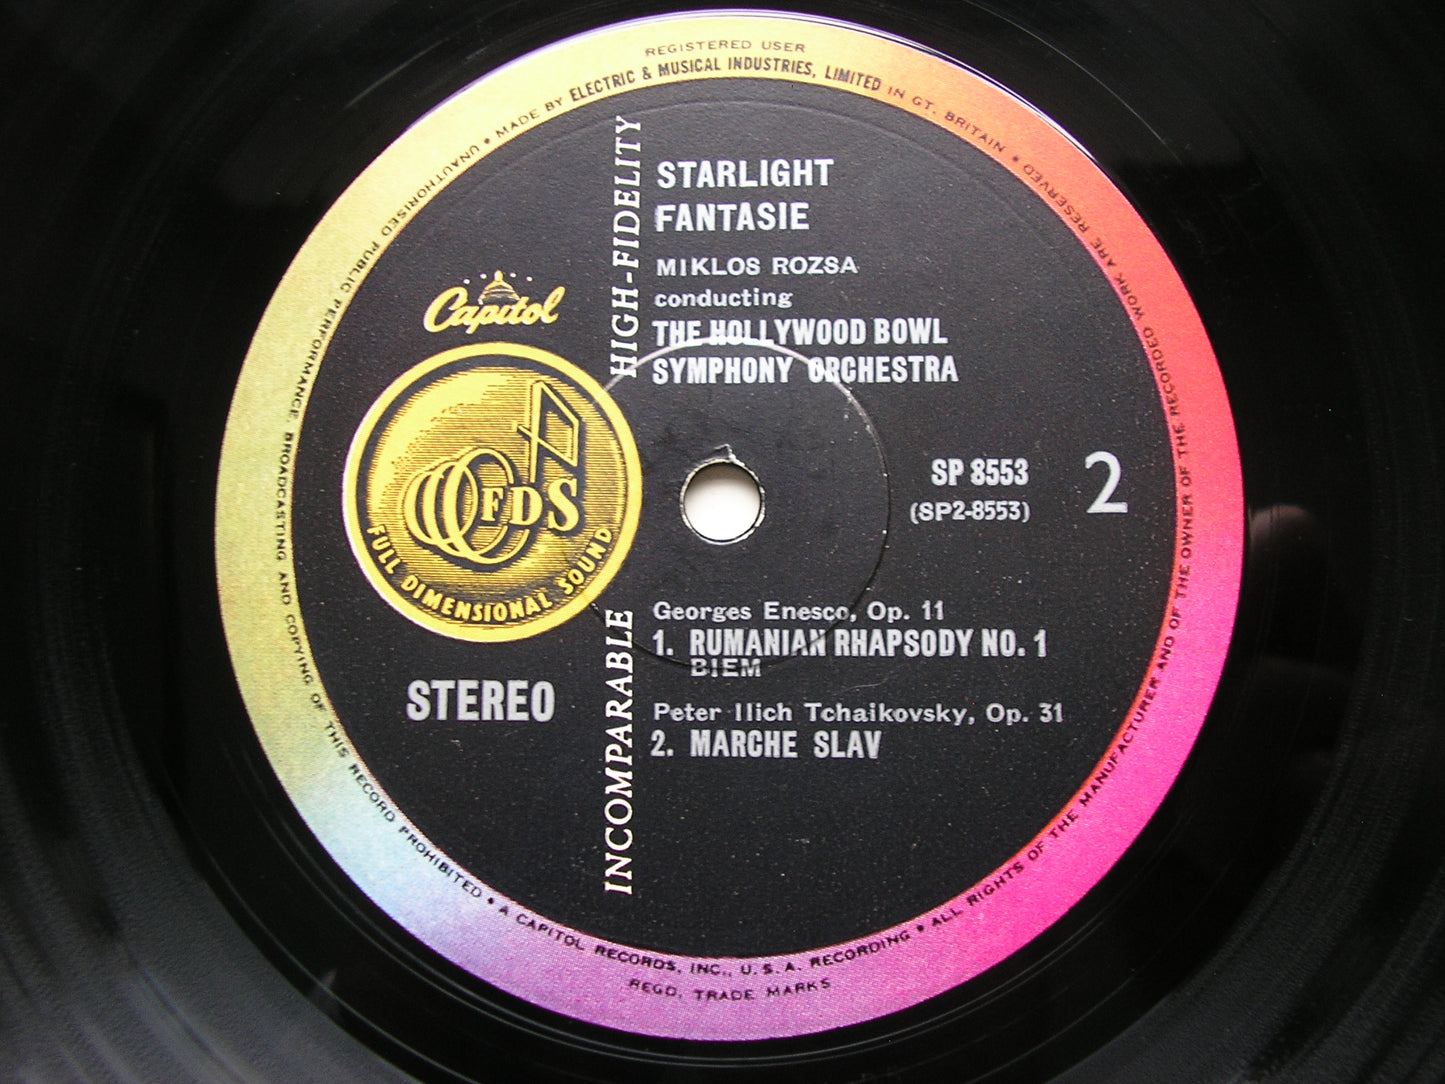 REGISTERED USER
UNAUTHORISED PUBLIC PERFORMANCE, BROADCASTING AND COPYING OF THIS RECORD PROHIBITED • MADE BY ELECTRIC & MUSICAL INDUSTRIES, LIMITED IN GT. BRITAIN •
STARLIGHT
FANTASIE
MIKLOS ROZSA
conducting
THE HOLLYWOOD BOWL
SYMPHONY ORCHESTRA
Capitol
FDS
FULL DIMENSIONAL SOUND
INCOMPARABLE HIGH-FIDELITY
SP 8553
(SP2-8553)
2
STEREO
Georges Enesco, Op. 11
1. RUMANIAN RHAPSODY NO. 1
BIEM
Peter Ilich Tchaikovsky, Op. 31
2. MARCHE SLAV
• A CAPITOL RECORDS, INC., U.S.A. RECORDING • ALL RIGHTS OF THE MANUFACTURER AND OF THE OWNER OF THE RECORDED WORK ARE RESERVED
REGD. TRADE MARKS